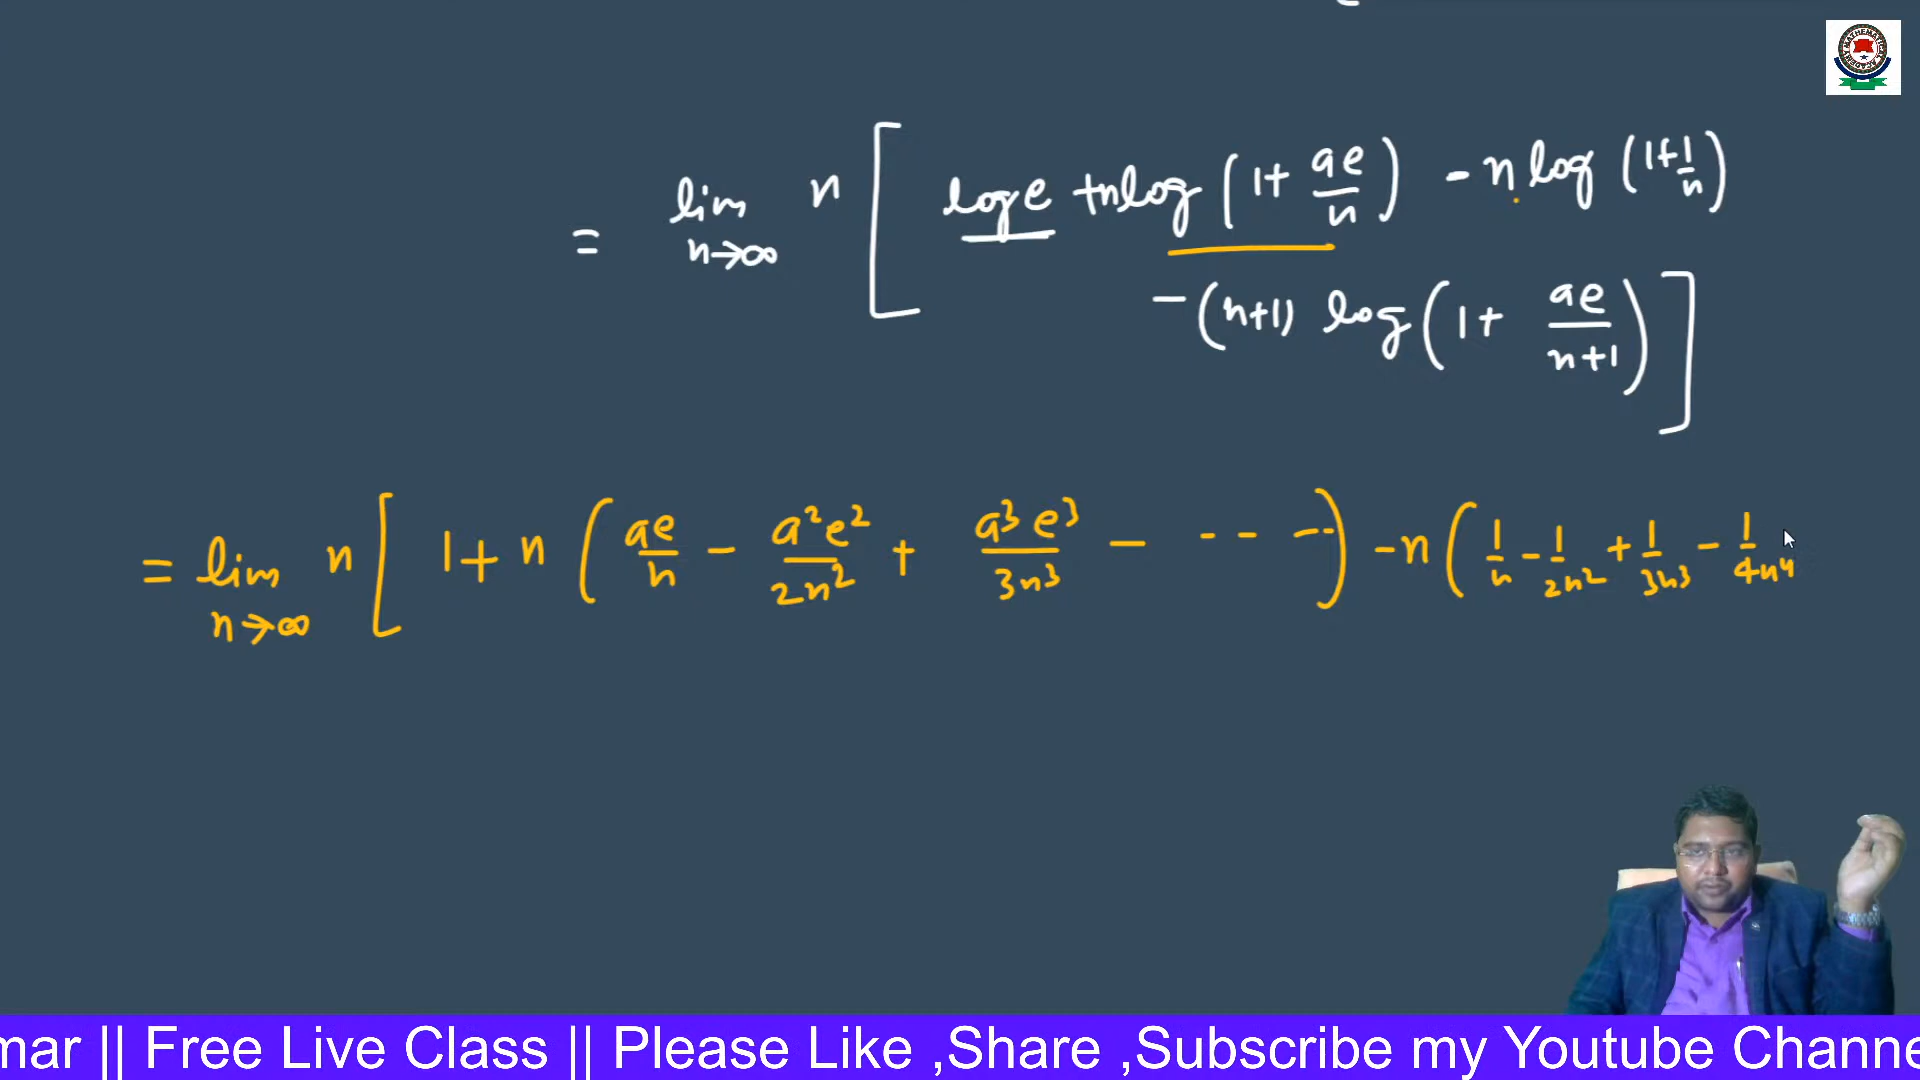 = lim n→∞ n [ log e + n log (1 + ae/n) - n log (1 + 1/n)
- (n+1) log (1 + ae/(n+1)) ]
= lim n→∞ n [ 1 + n ( ae/n - a²e²/2n² + a³e³/3n³ - - - - - ) - n ( 1/n - 1/2n² + 1/3n³ - 1/4n⁴
mar || Free Live Class || Please Like ,Share ,Subscribe my Youtube Channe